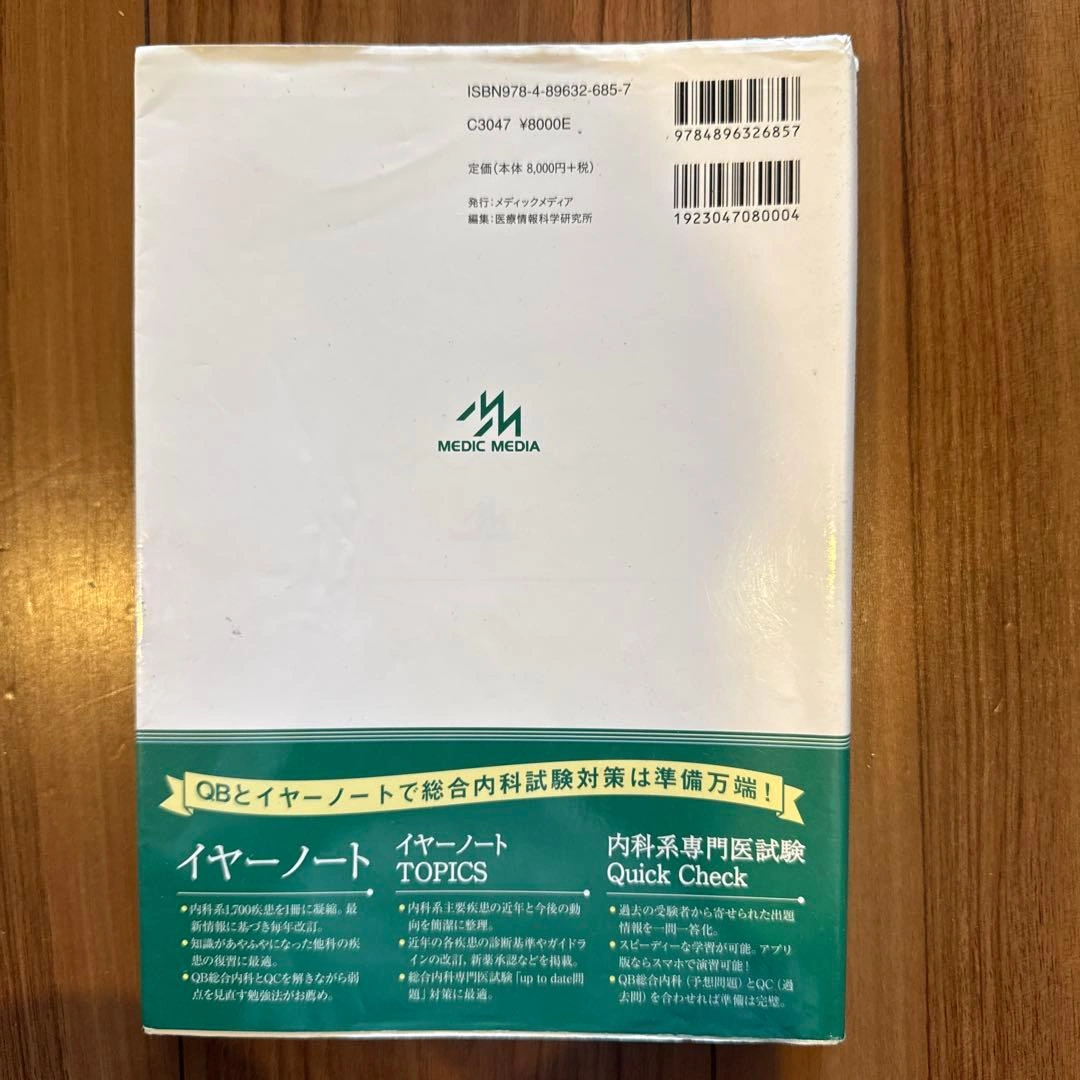 ISBN978-4-89632-685-7
C3047 ¥8000E
定価(本体 8,000円+税)
発行:メディックメディア
編集:医療情報科学研究所
9784896326857
1923047080004
MEDIC MEDIA
QBとイヤーノートで総合内科試験対策は準備万端!
イヤーノート
•内科系1,700疾患を1冊に凝縮。最
新情報に基づき毎年改訂。
•知識があやふやになった他科の疾
患の復習に最適。
•QB総合内科とQCを解きながら弱
点を見直す勉強法がお薦め。
イヤーノート
TOPICS
•内科系主要疾患の近年と今後の動
向を簡潔に整理。
•近年の各疾患の診断基準やガイドラ
インの改訂,新薬承認などを掲載。
•総合内科専門医試験「up to date問
題」対策に最適。
内科系専門医試験
Quick Check
•過去の受験者から寄せられた出題
情報を一問一答化。
•スピーディーな学習が可能。アプリ
版ならスマホで演習可能!
•QB総合内科(予想問題)とQC(過
去問)を合わせれば準備は完璧。